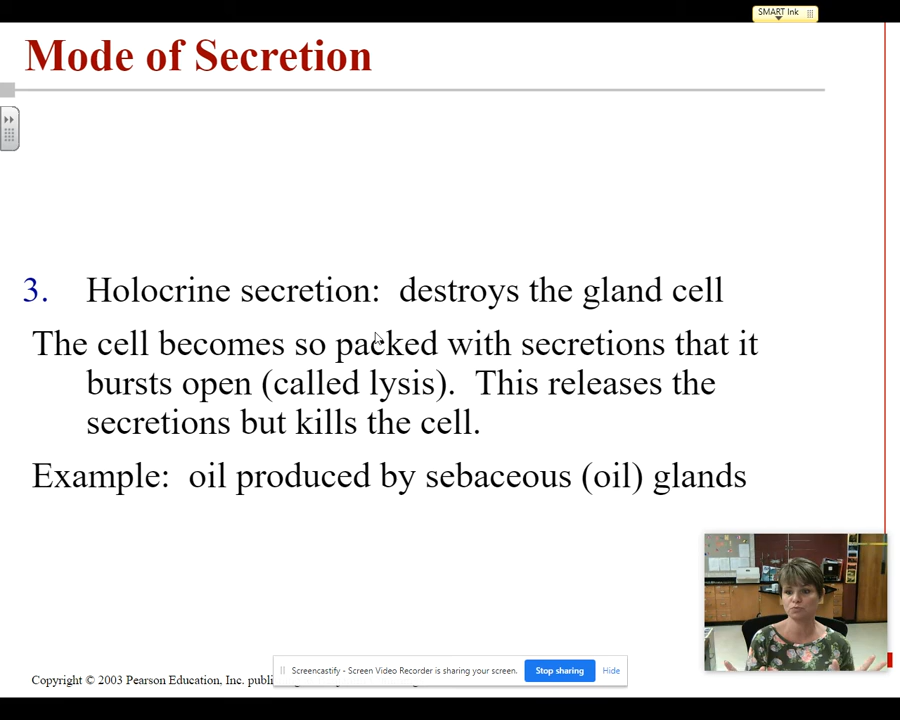 SMART Ink
Mode of Secretion
3. Holocrine secretion: destroys the gland cell
The cell becomes so packed with secretions that it
bursts open (called lysis). This releases the
secretions but kills the cell.
Example: oil produced by sebaceous (oil) glands
Screencastify - Screen Video Recorder is sharing your screen. Stop sharing Hide
Copyright © 2003 Pearson Education, Inc.